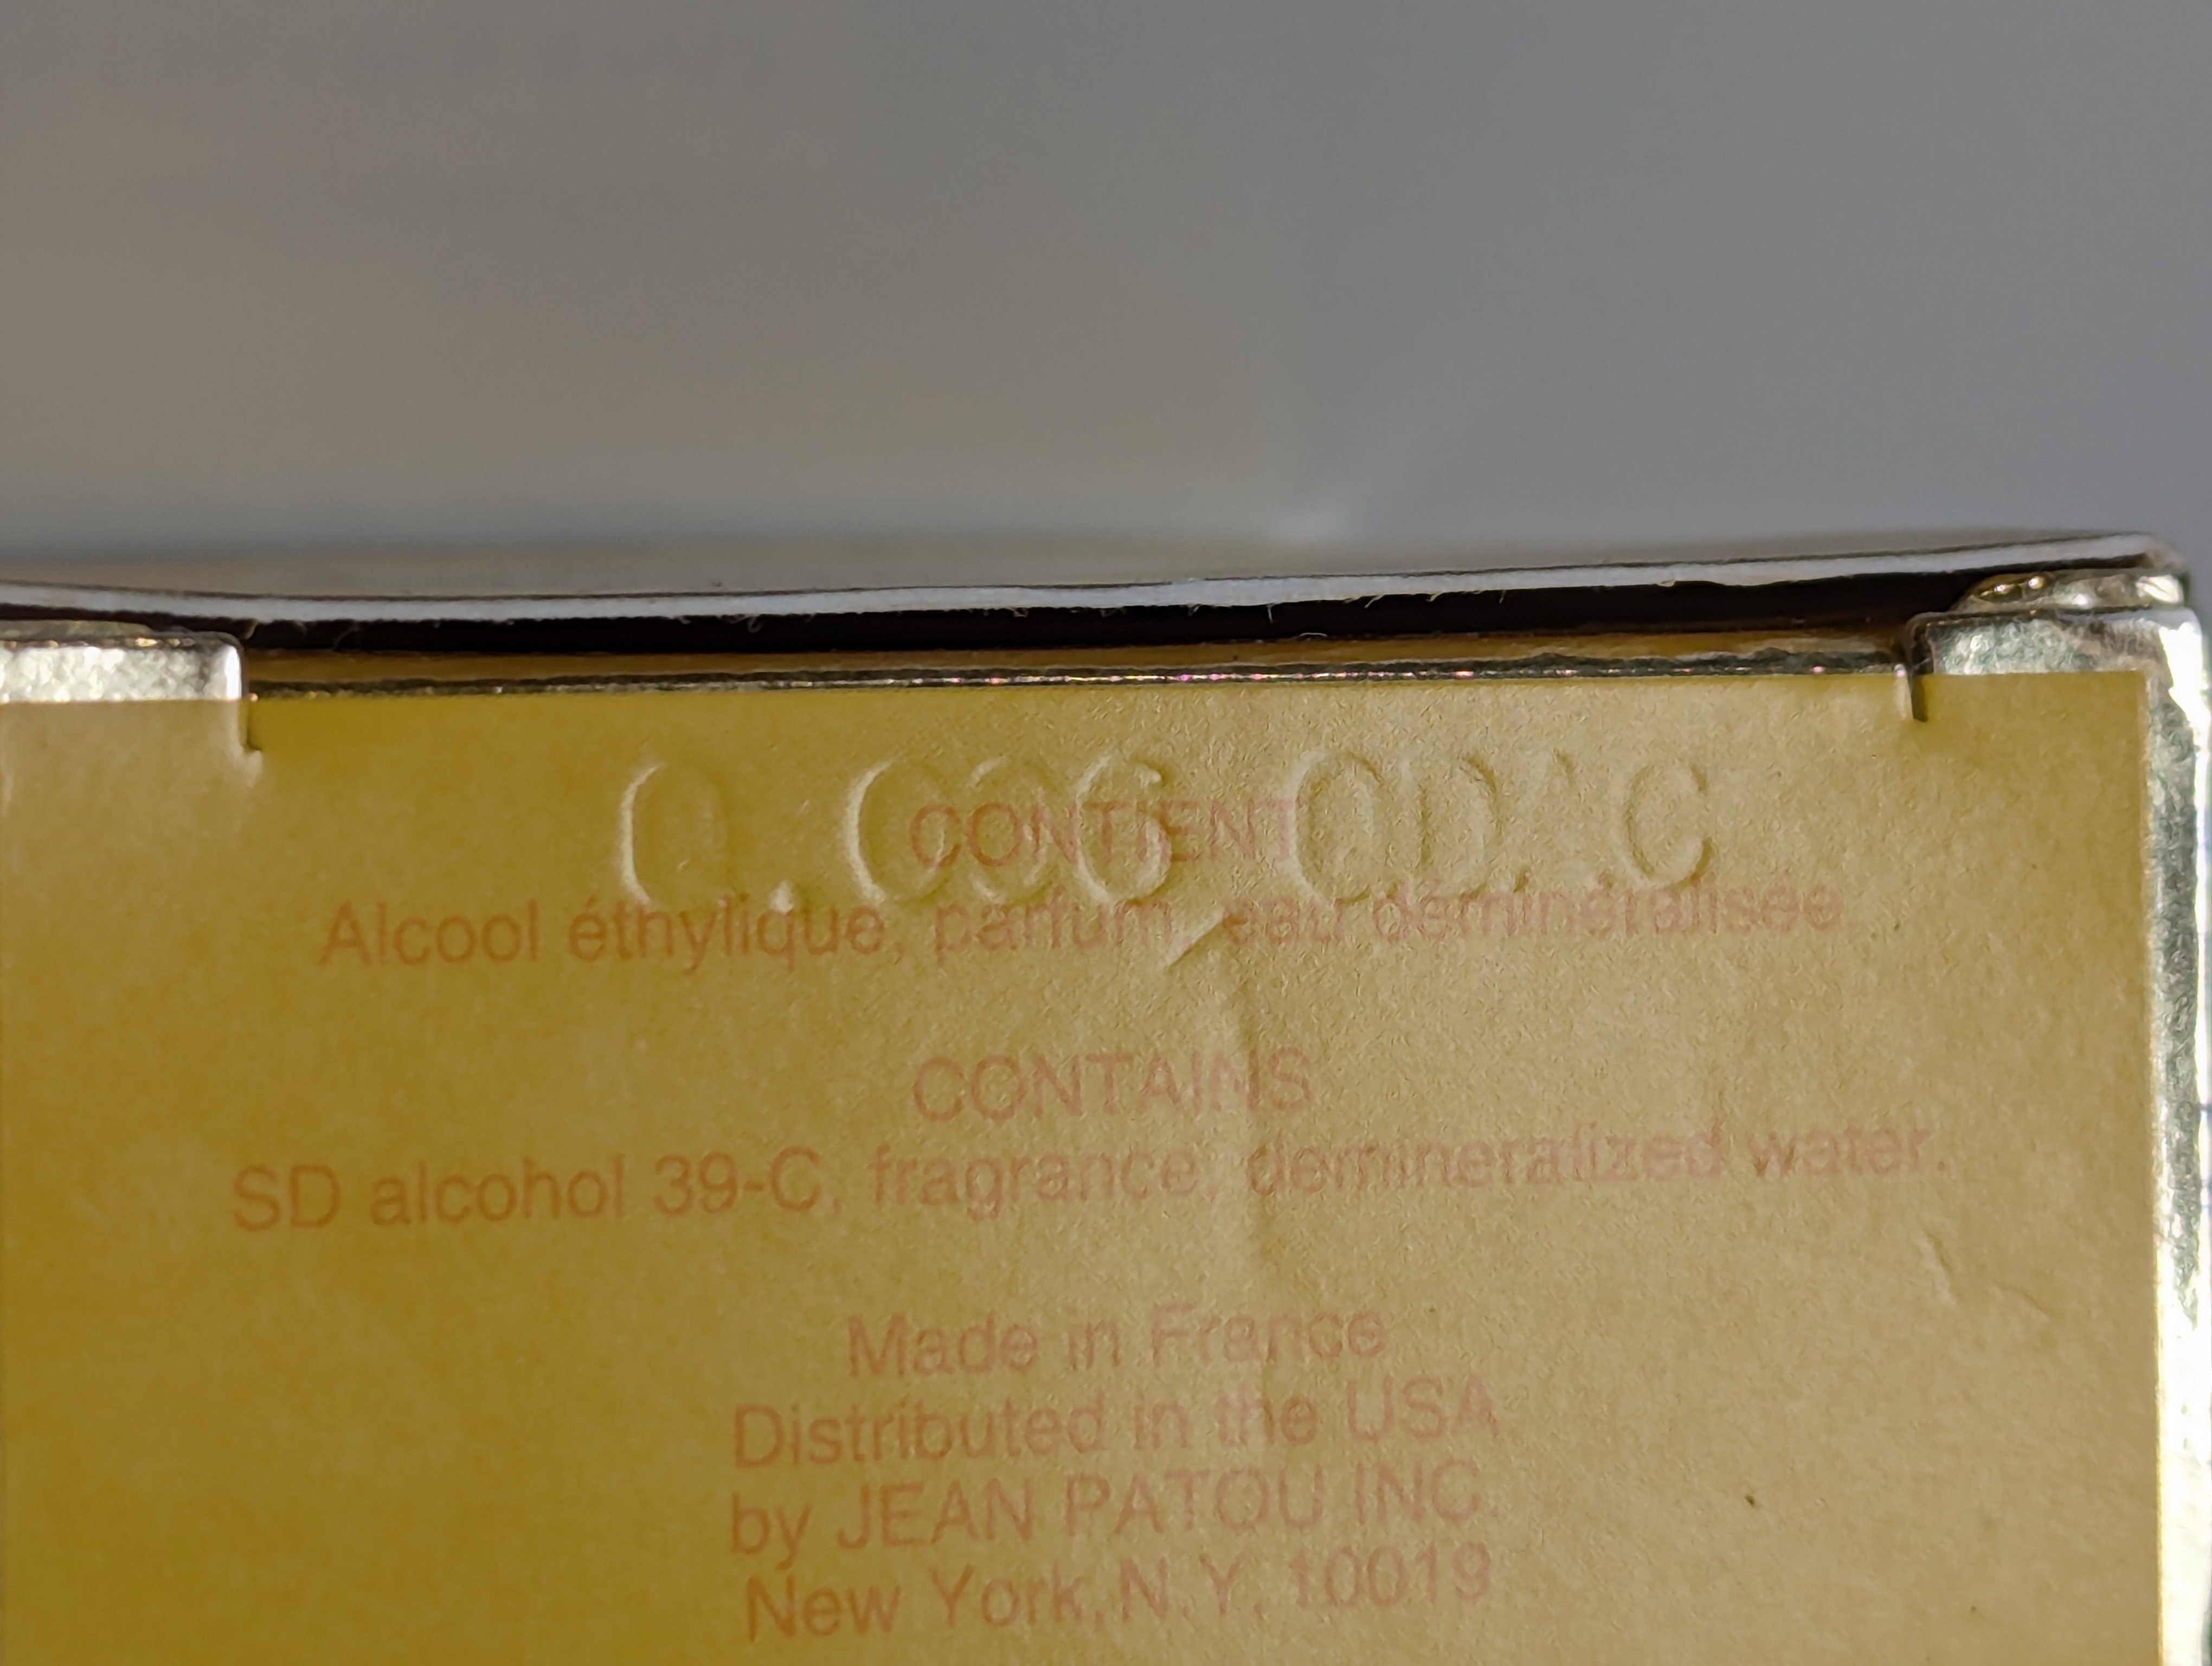 CONTIENT
Alcool éthylique, parfum, eau déminéralisée
CONTAINS
SD alcohol 39-C, fragrance, demineralized water.
Made in France
Distributed in the USA
by JEAN PATOU INC
New York, N.Y. 10019